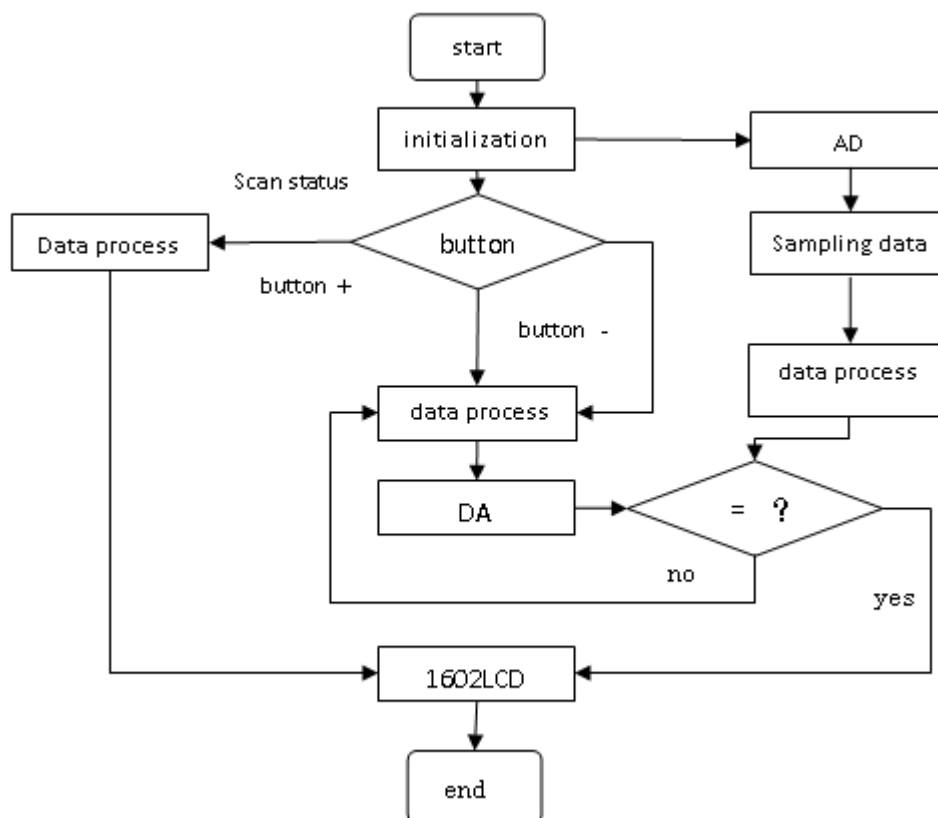 start
initialization
AD
Scan status
Data process
button
Sampling data
button +
button -
data process
data process
DA
= ?
no
yes
1602LCD
end